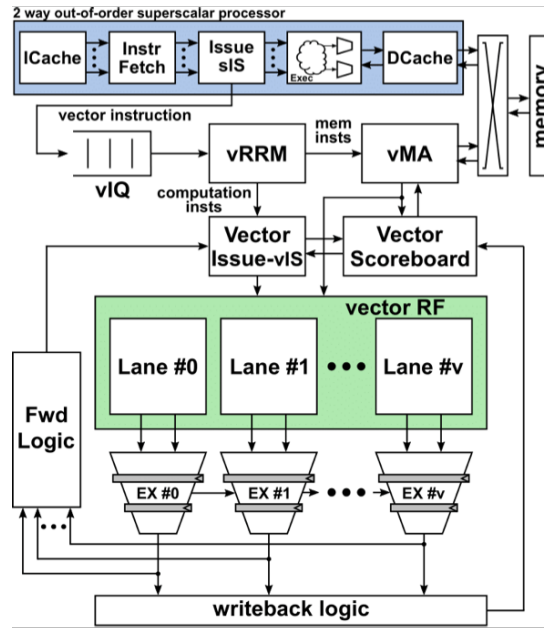 2 way out-of-order superscalar processor
ICache
Instr
Fetch
Issue
sIS
Exec
DCache
memory
vector instruction
vIQ
vRRM
mem
insts
vMA
computation
insts
Vector
Issue-vIS
Vector
Scoreboard
vector RF
Lane #0
Lane #1
Lane #v
Fwd
Logic
EX #0
EX #1
EX #v
writeback logic